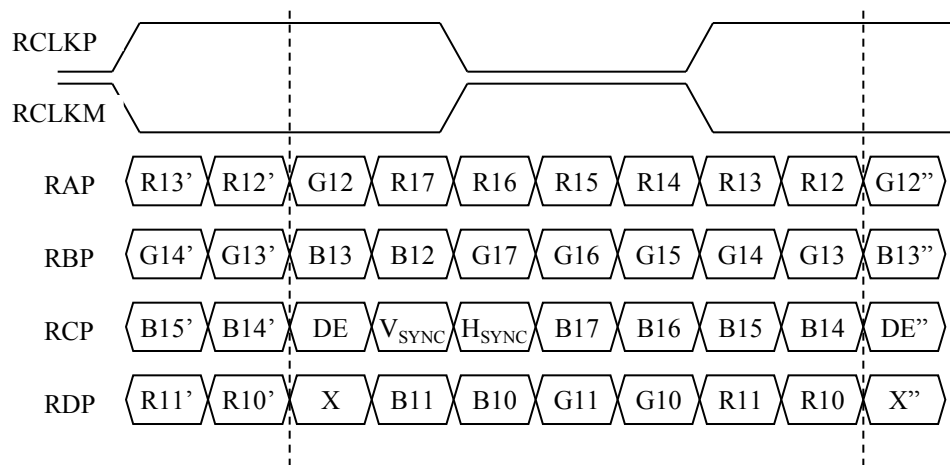 RCLKP
RCLKM
RAP R13’ R12’ G12 R17 R16 R15 R14 R13 R12 G12”
RBP G14’ G13’ B13 B12 G17 G16 G15 G14 G13 B13”
RCP B15’ B14’ DE VSYNC HSYNC B17 B16 B15 B14 DE”
RDP R11’ R10’ X B11 B10 G11 G10 R11 R10 X”